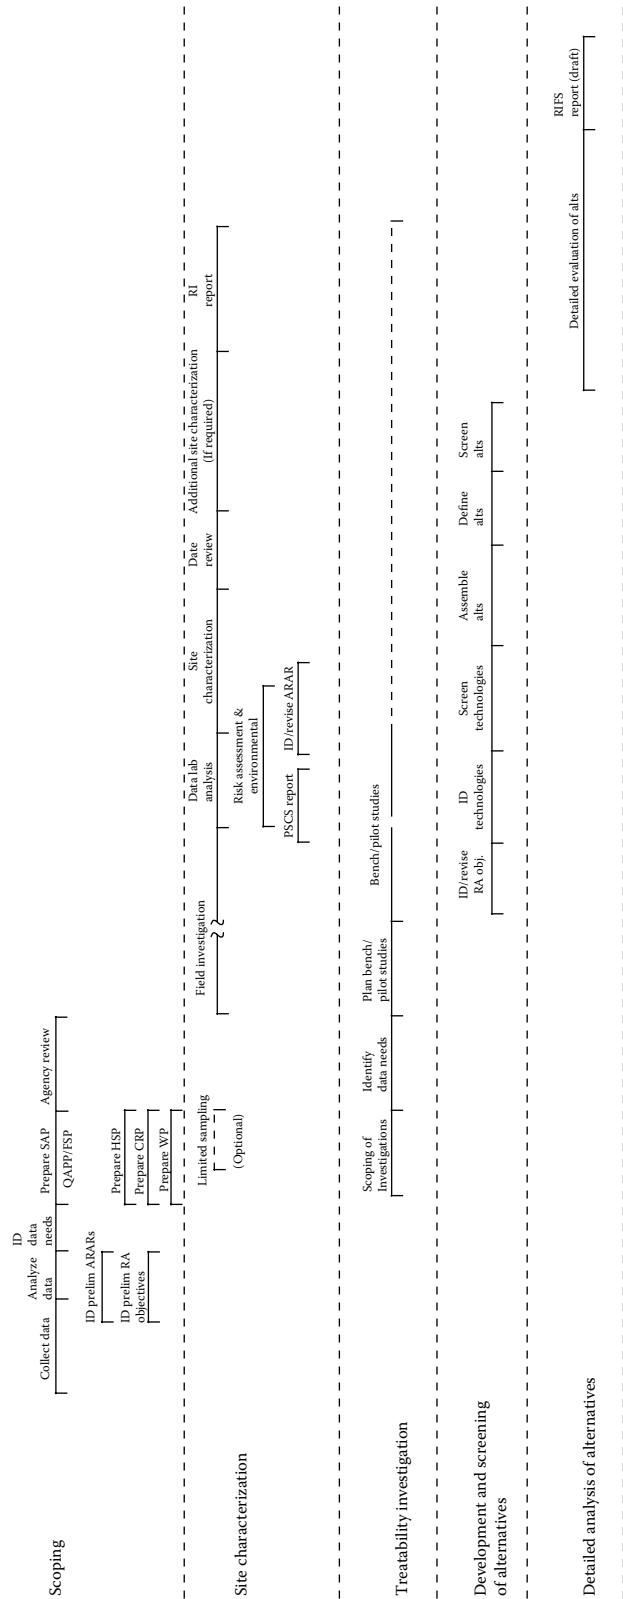 Scoping
Collect data
Analyze
data
ID
data
needs
Prepare SAP
QAPP/FSP
Agency review
ID prelim ARARs
ID prelim RA
objectives
Prepare HSP
Prepare CRP
Prepare WP
Site characterization
Limited sampling
(Optional)
Field investigation
Data lab
analysis
Site
characterization
Date
review
Additional site characterization
(If required)
RI
report
Risk assessment &
environmental
PSCS report
ID/revise ARAR
Treatability investigation
Scoping of
Investigations
Identify
data needs
Plan bench/
pilot studies
Bench/pilot studies
Development and screening
of alternatives
ID/revise
RA obj.
ID
technologies
Screen
technologies
Assemble
alts
Define
alts
Screen
alts
Detailed analysis of alternatives
Detailed evaluation of alts
RIFS
report (draft)